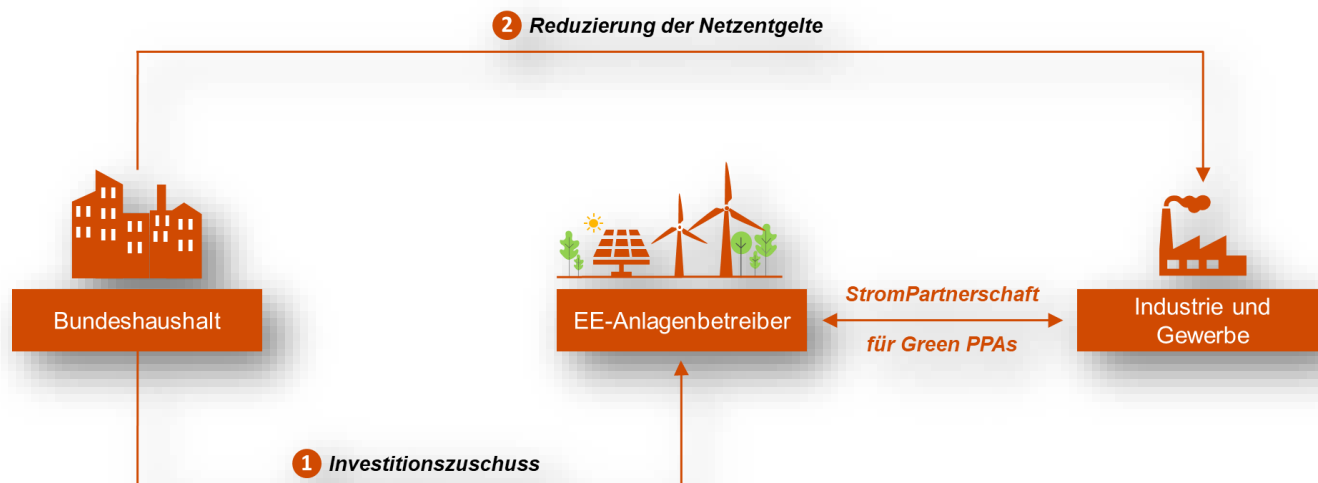 2 Reduzierung der Netzentgelte
Bundeshaushalt
EE-Anlagenbetreiber
StromPartnerschaft
für Green PPAs
Industrie und
Gewerbe
1 Investitionszuschuss